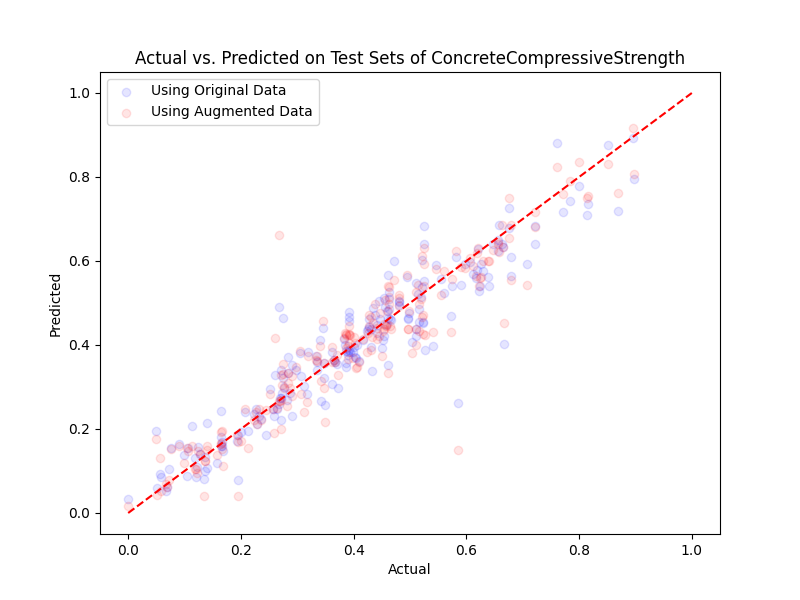 Actual vs. Predicted on Test Sets of ConcreteCompressiveStrength
Using Original Data
Using Augmented Data
1.0
0.8
0.6
0.4
0.2
0.0
Predicted
0.0 0.2 0.4 0.6 0.8 1.0
Actual